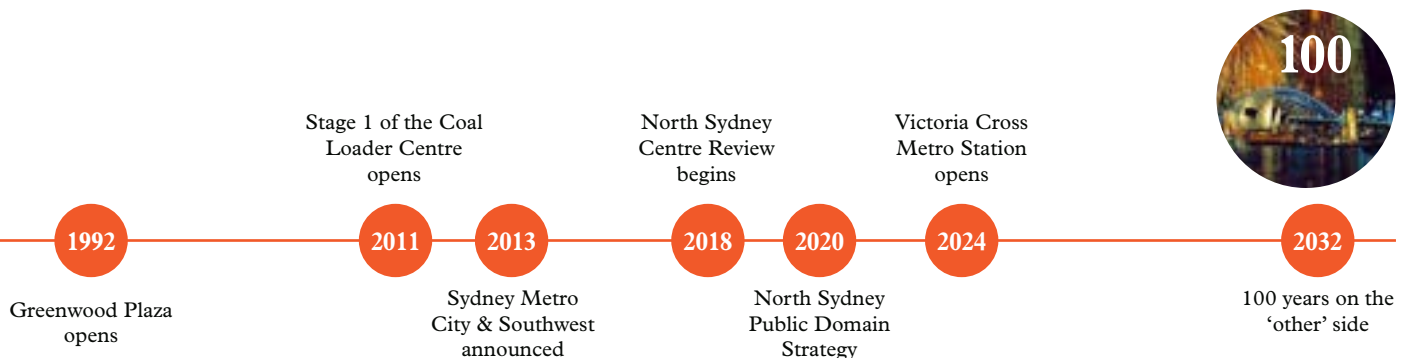 100
Stage 1 of the Coal
Loader Centre
opens
North Sydney
Centre Review
begins
Victoria Cross
Metro Station
opens
1992
2011
2013
2018
2020
2024
2032
Greenwood Plaza
opens
Sydney Metro
City & Southwest
announced
North Sydney
Public Domain
Strategy
100 years on the
‘other’ side